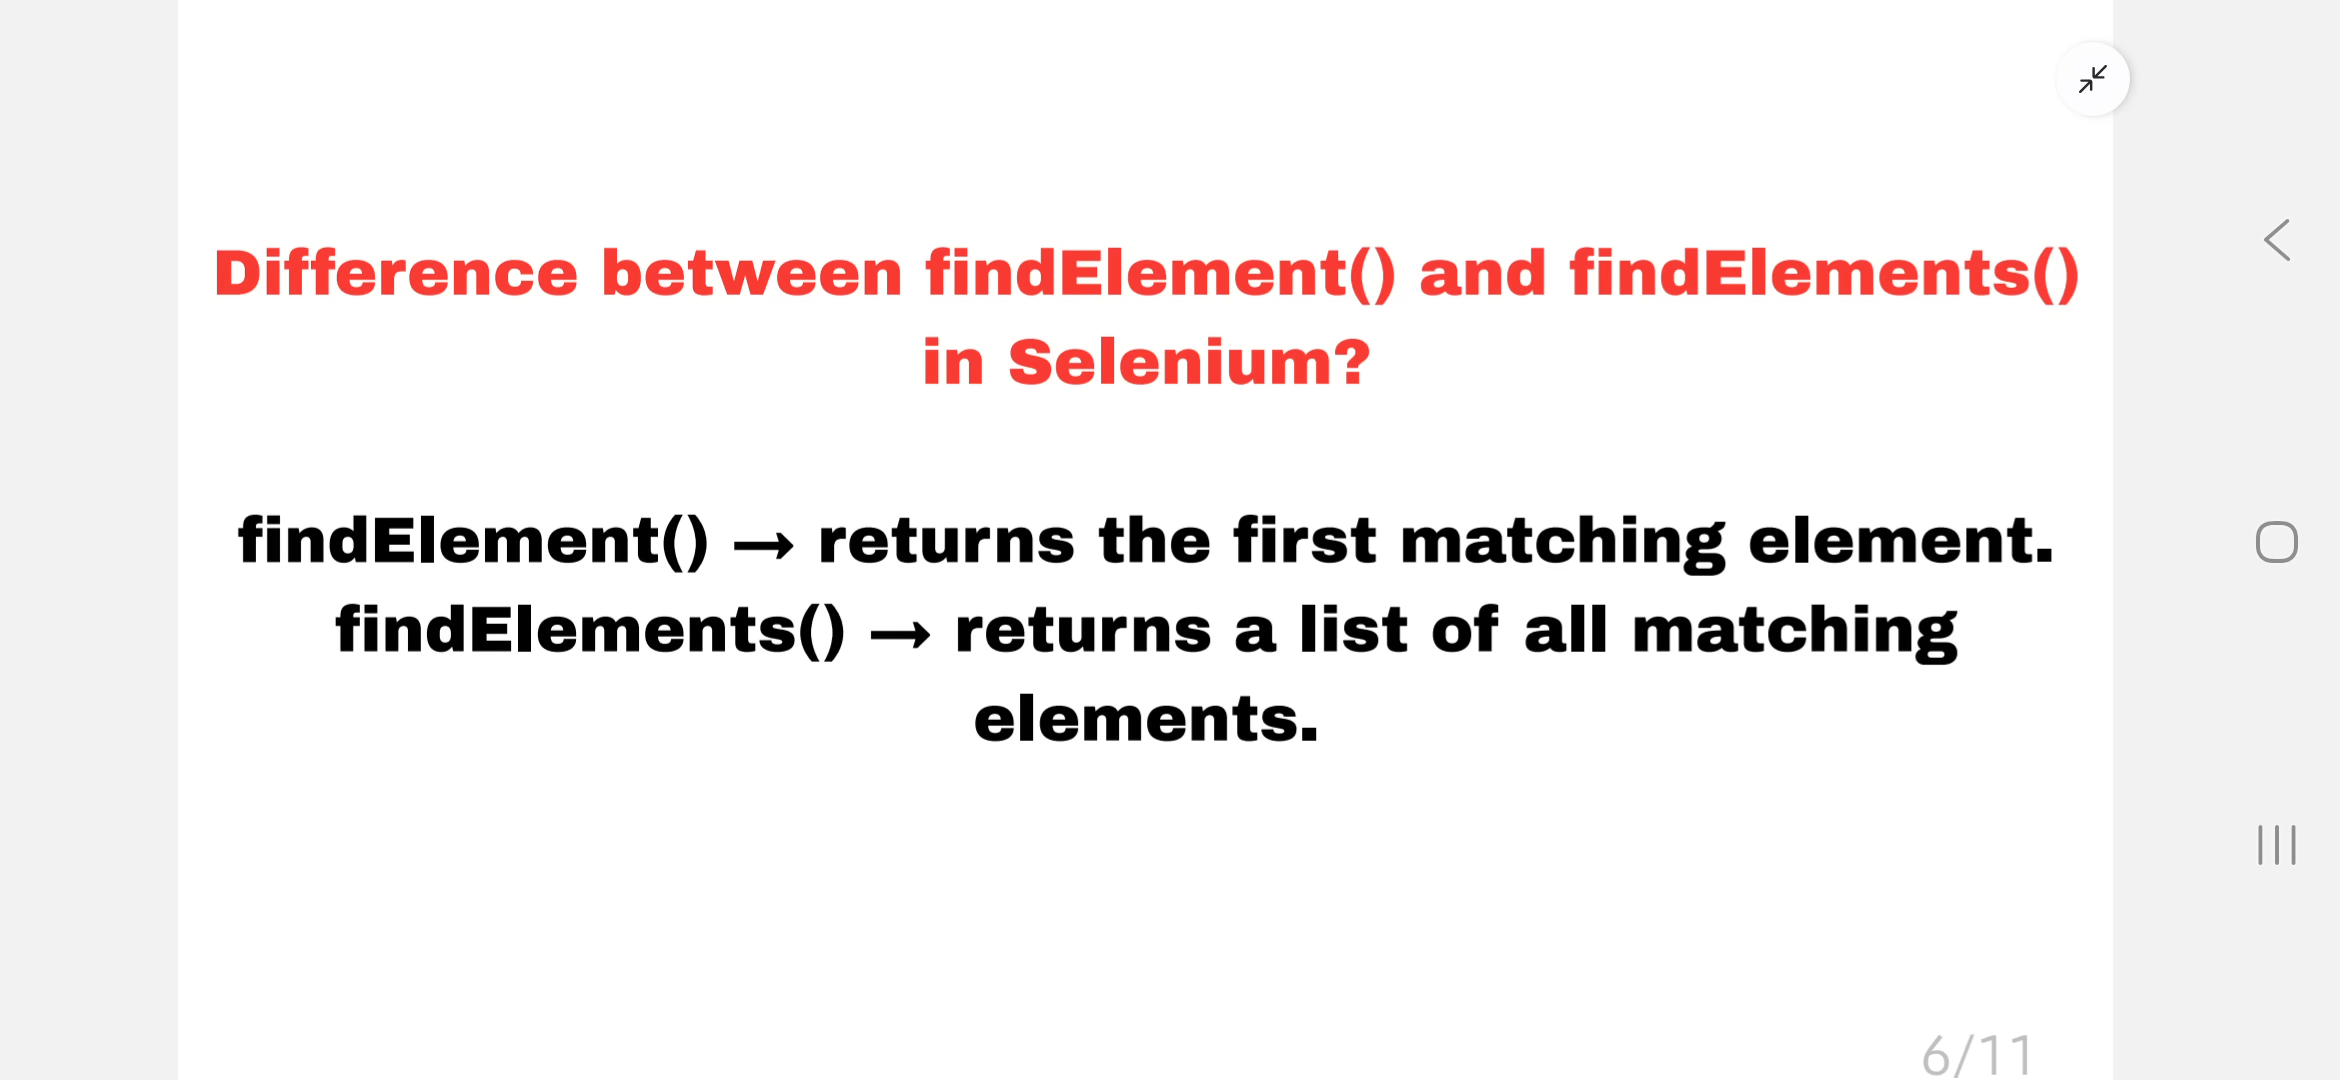 Difference between findElement() and findElements()
in Selenium?
findElement() → returns the first matching element.
findElements() → returns a list of all matching
elements.
6/11